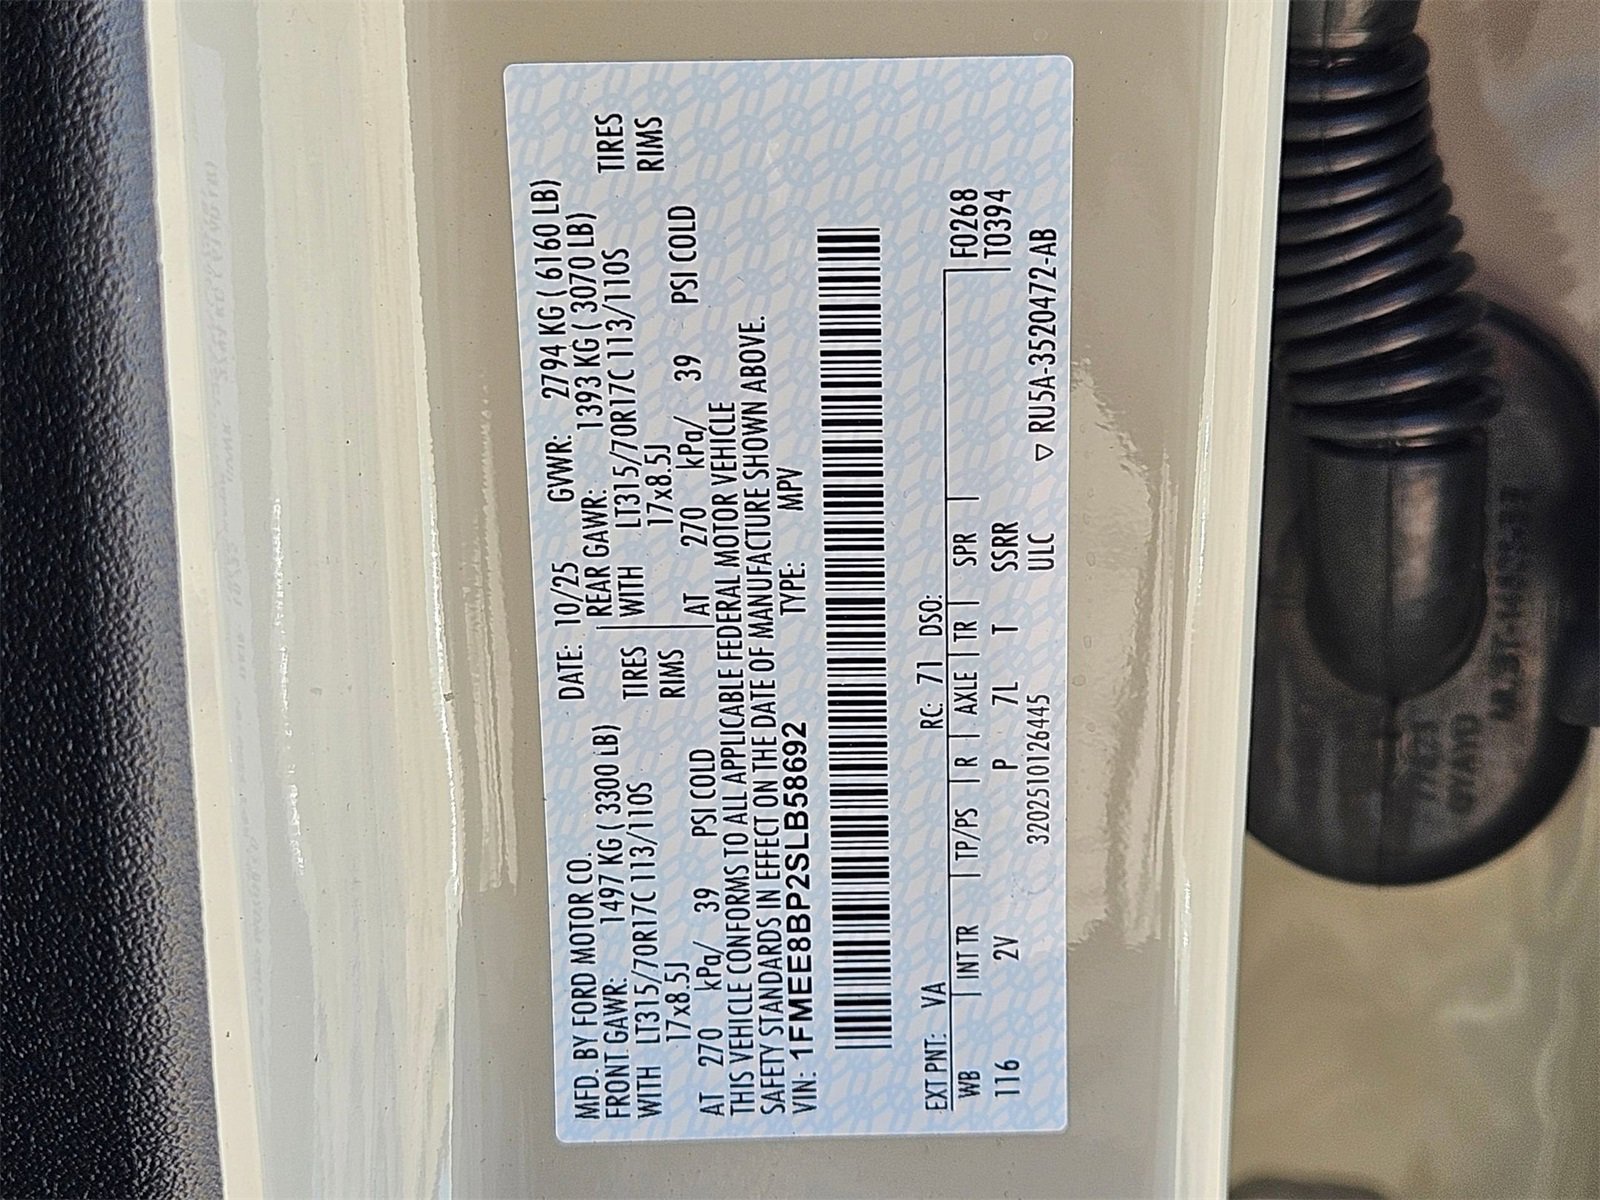 MFD. BY FORD MOTOR CO. DATE: 10/25 GVWR: 2794 KG ( 6160 LB)
FRONT GAWR: 1497 KG ( 3300 LB) REAR GAWR: 1393 KG ( 3070 LB)
WITH LT315/70R17C 113/110S TIRES WITH LT315/70R17C 113/110S TIRES
17x8.5J RIMS 17x8.5J RIMS
AT 270 kPa/ 39 PSI COLD AT 270 kPa/ 39 PSI COLD
THIS VEHICLE CONFORMS TO ALL APPLICABLE FEDERAL MOTOR VEHICLE
SAFETY STANDARDS IN EFFECT ON THE DATE OF MANUFACTURE SHOWN ABOVE.
VIN: 1FMEE8BP2SLB58692 TYPE: MPV
EXT PNT: VA RC: 71 DSO: F0268
WB INT TR TP/PS R AXLE TR SPR T0394
116 2V P 7L T SSRR
3202510126445 ULC ▽ RU5A-3520472-AB